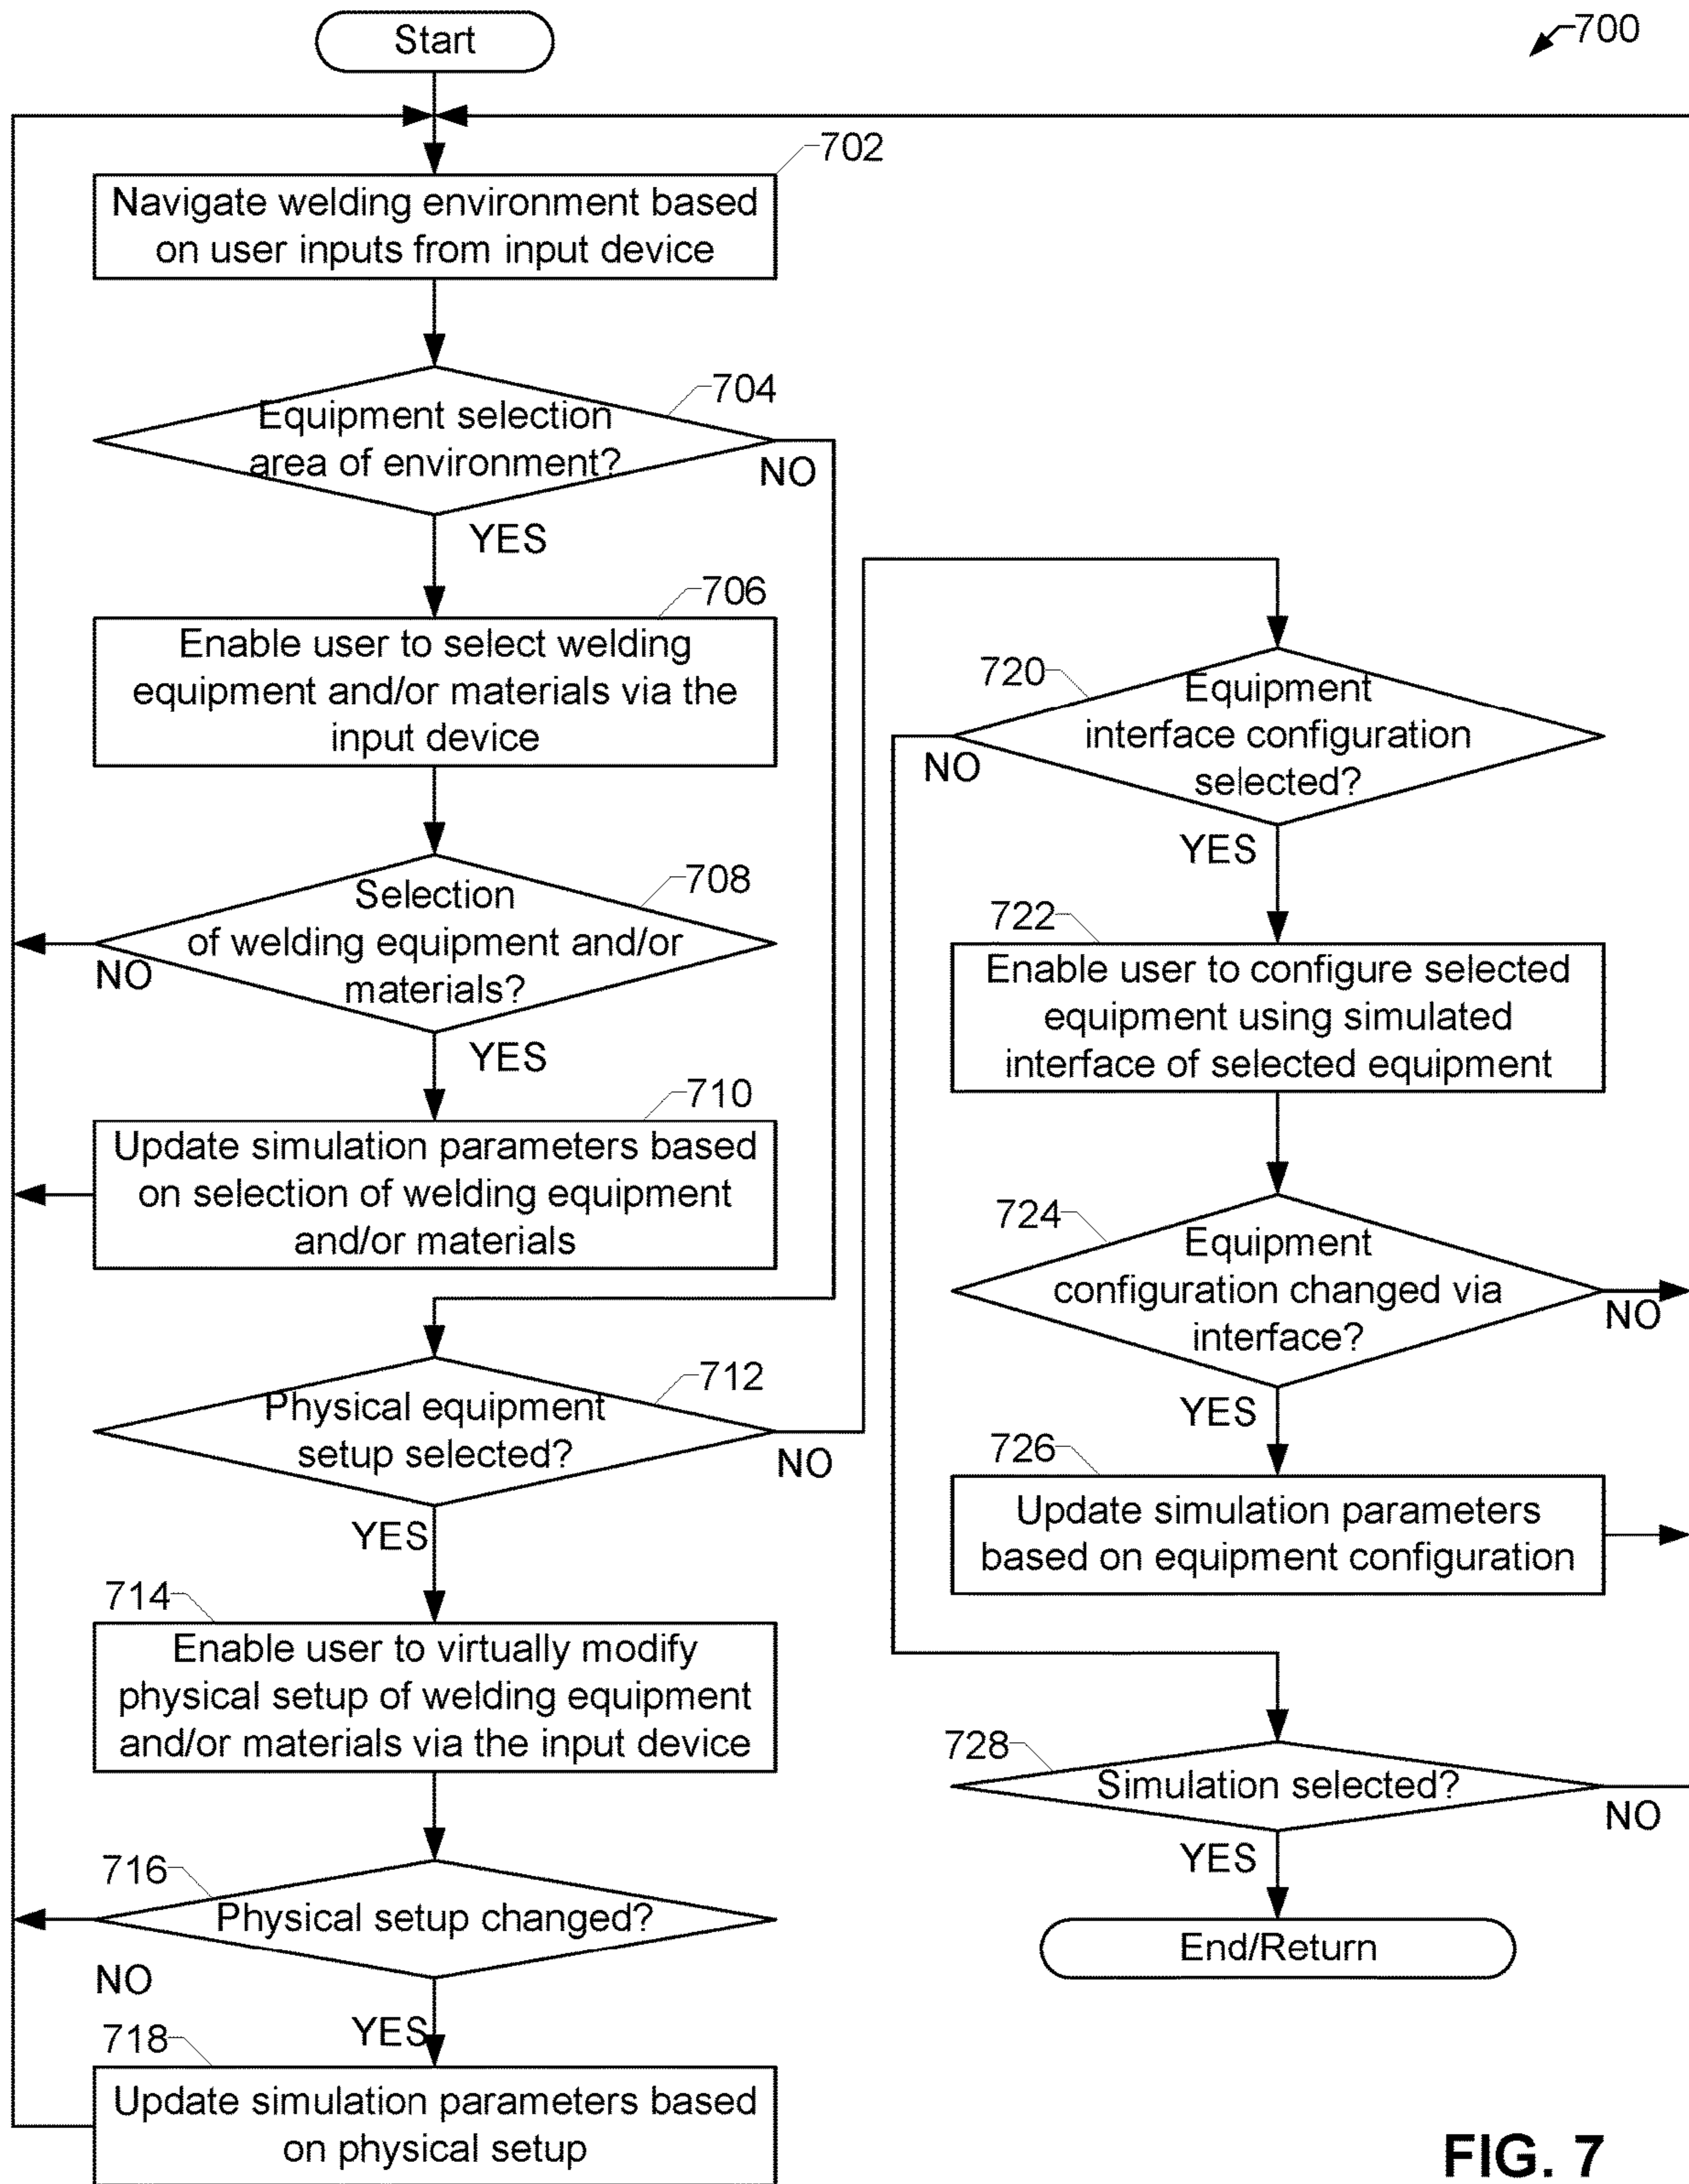 Start
700
702
Navigate welding environment based
on user inputs from input device
704
Equipment selection
area of environment?
NO
YES
706
Enable user to select welding
equipment and/or materials via the
input device
708
Selection
of welding equipment and/or
materials?
NO
YES
710
Update simulation parameters based
on selection of welding equipment
and/or materials
712
Physical equipment
setup selected?
NO
YES
714
Enable user to virtually modify
physical setup of welding equipment
and/or materials via the input device
716
Physical setup changed?
NO
YES
718
Update simulation parameters based
on physical setup
720
Equipment
interface configuration
selected?
NO
YES
722
Enable user to configure selected
equipment using simulated
interface of selected equipment
724
Equipment
configuration changed via
interface?
NO
YES
726
Update simulation parameters
based on equipment configuration
728
Simulation selected?
NO
YES
End/Return
FIG. 7